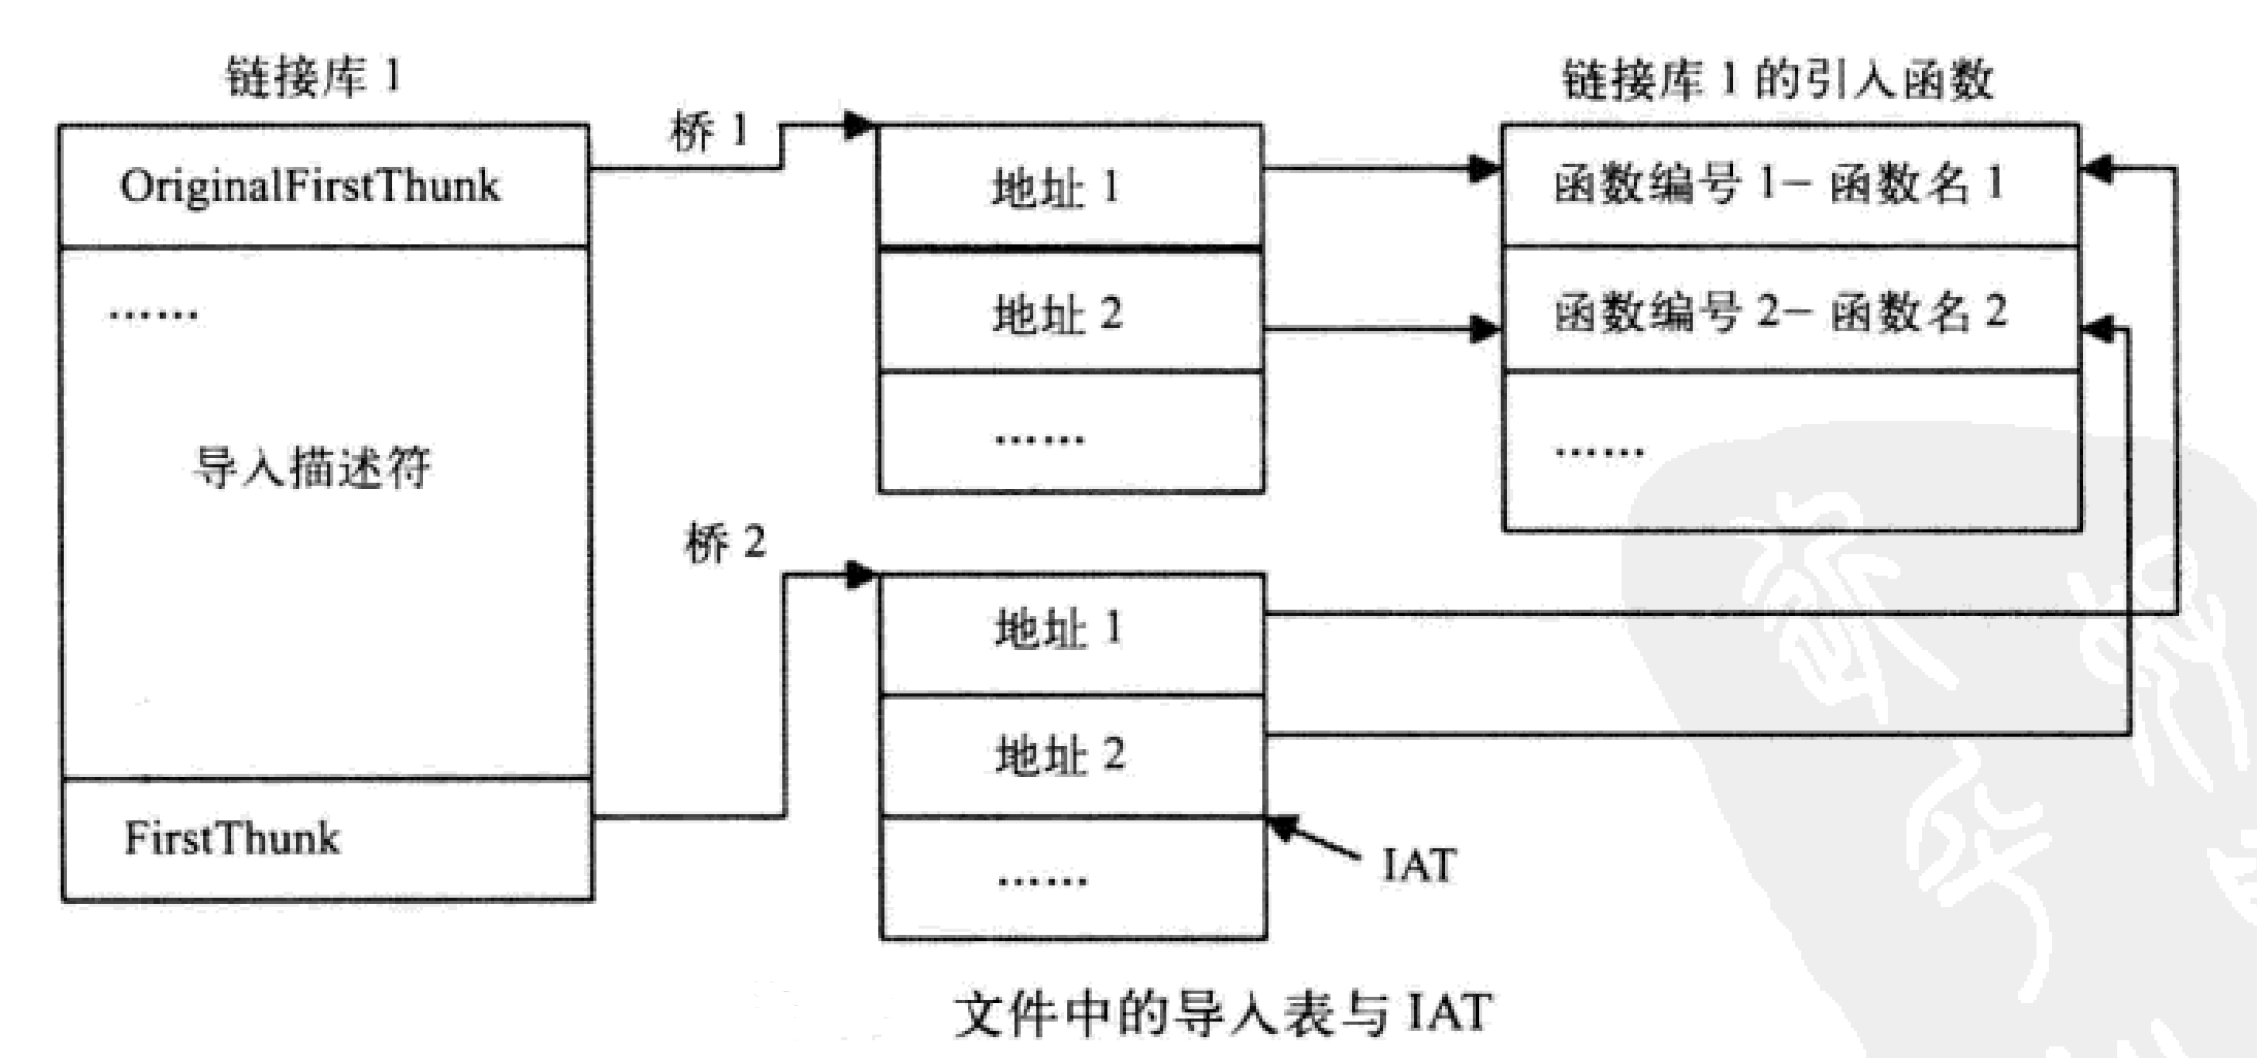 链接库 1
链接库 1 的引入函数
桥 1
OriginalFirstThunk
地址 1
函数编号 1– 函数名 1
……
地址 2
函数编号 2– 函数名 2
导入描述符
……
……
桥 2
地址 1
地址 2
FirstThunk
……
IAT
文件中的导入表与 IAT